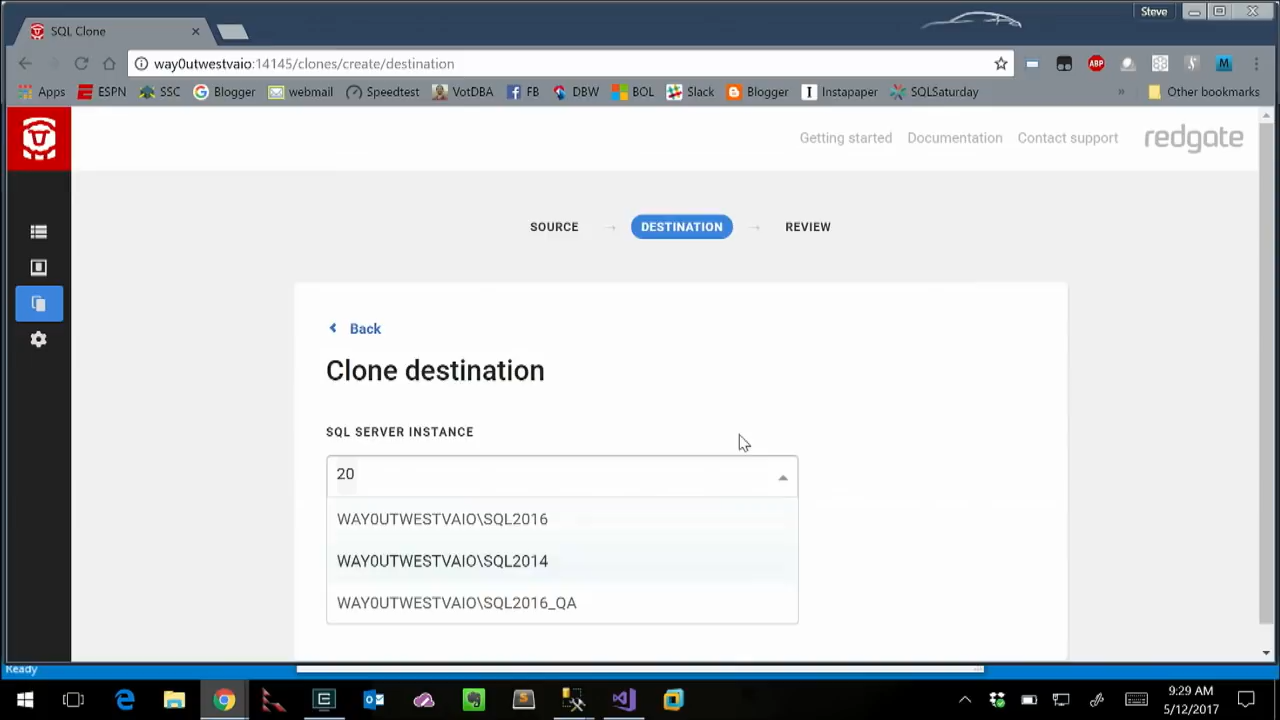 Steve
SQL Clone
way0utwestvaio:14145/clones/create/destination
ABP
M
Apps
ESPN
SSC
Blogger
webmail
Speedtest
VotDBA
FB
DBW
BOL
Slack
Blogger
Instapaper
SQLSaturday
»
Other bookmarks
Getting started
Documentation
Contact support
redgate
SOURCE → DESTINATION → REVIEW
Back
Clone destination
SQL SERVER INSTANCE
20
WAY0UTWESTVAIO\SQL2016
WAY0UTWESTVAIO\SQL2014
WAY0UTWESTVAIO\SQL2016_QA
Ready
9:29 AM
5/12/2017